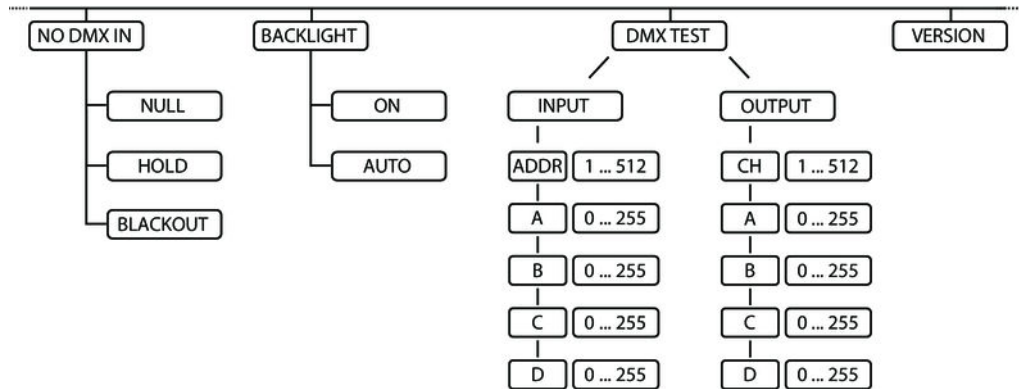 NO DMX IN BACKLIGHT DMX TEST VERSION
NULL ON INPUT OUTPUT
HOLD AUTO ADDR 1 ... 512 CH 1 ... 512
BLACKOUT A 0 ... 255 A 0 ... 255
B 0 ... 255 B 0 ... 255
C 0 ... 255 C 0 ... 255
D 0 ... 255 D 0 ... 255